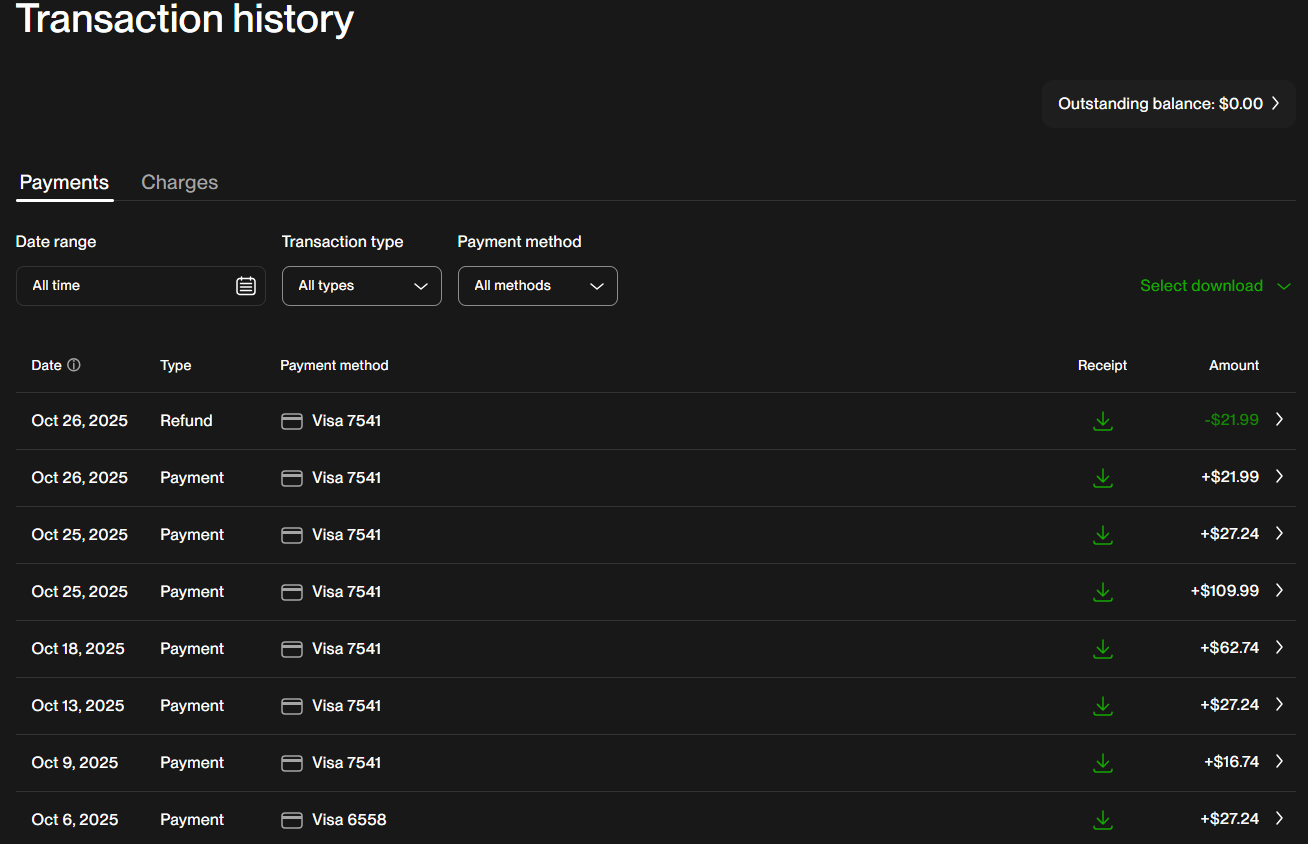 Transaction history
Outstanding balance: $0.00
Payments Charges
Date range Transaction type Payment method
All time All types All methods Select download
Date Type Payment method Receipt Amount
Oct 26, 2025 Refund Visa 7541 -$21.99
Oct 26, 2025 Payment Visa 7541 +$21.99
Oct 25, 2025 Payment Visa 7541 +$27.24
Oct 25, 2025 Payment Visa 7541 +$109.99
Oct 18, 2025 Payment Visa 7541 +$62.74
Oct 13, 2025 Payment Visa 7541 +$27.24
Oct 9, 2025 Payment Visa 7541 +$16.74
Oct 6, 2025 Payment Visa 6558 +$27.24